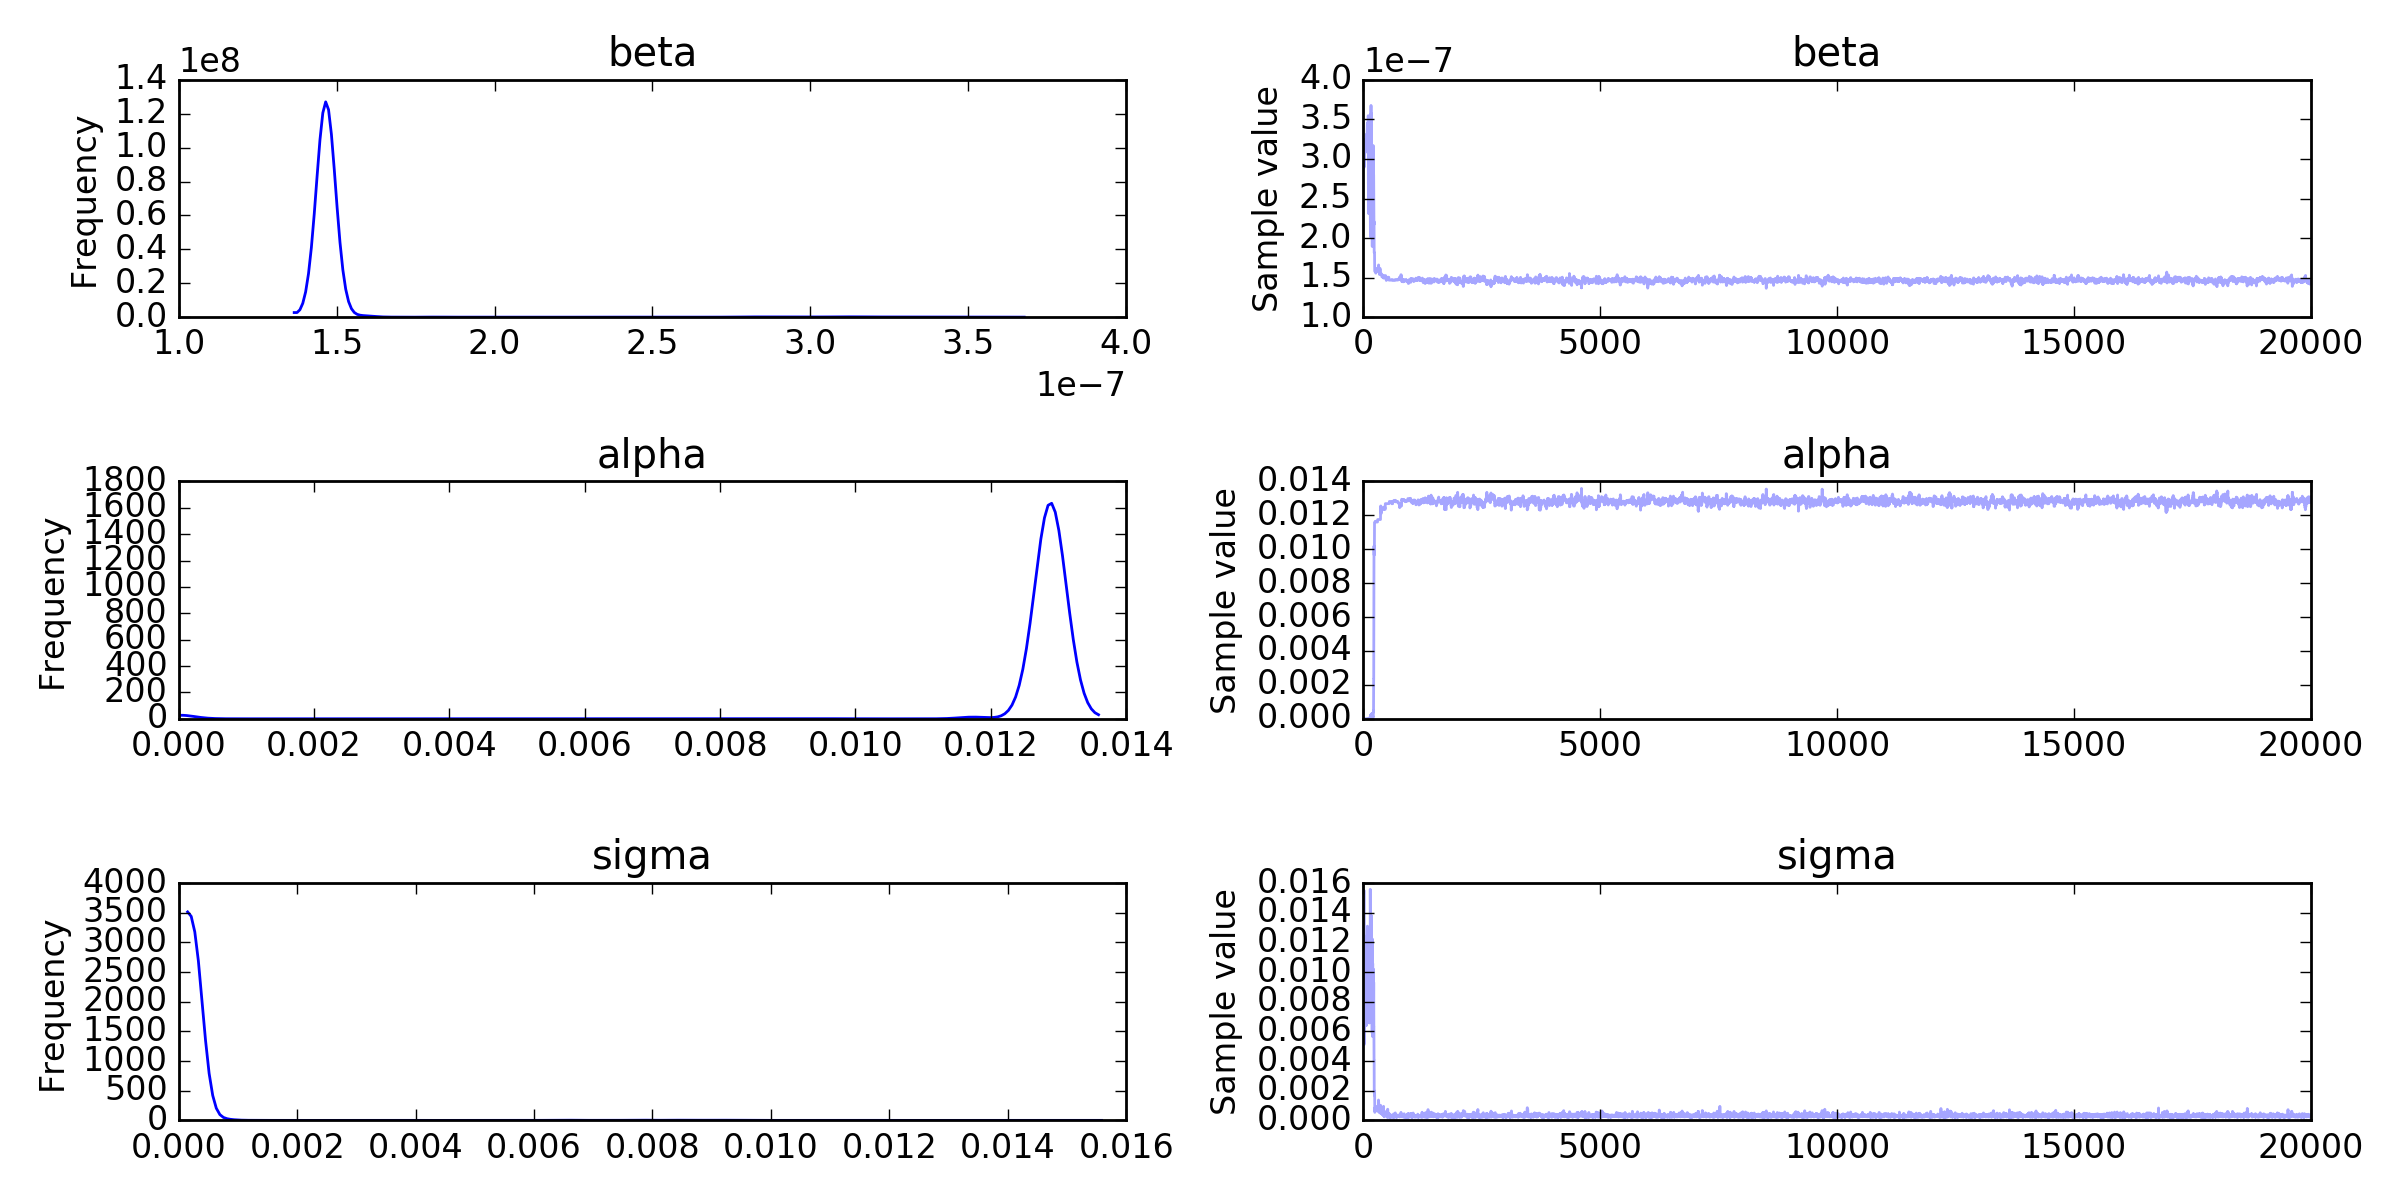 beta
1e8
Frequency
1.4
1.2
1.0
0.8
0.6
0.4
0.2
0.0
1.0 1.5 2.0 2.5 3.0 3.5 4.0
1e−7
beta
1e−7
Sample value
4.0
3.5
3.0
2.5
2.0
1.5
1.0
0 5000 10000 15000 20000
alpha
Frequency
1800
1600
1400
1200
1000
800
600
400
200
0
0.000 0.002 0.004 0.006 0.008 0.010 0.012 0.014
alpha
Sample value
0.014
0.012
0.010
0.008
0.006
0.004
0.002
0.000
0 5000 10000 15000 20000
sigma
Frequency
4000
3500
3000
2500
2000
1500
1000
500
0
0.000 0.002 0.004 0.006 0.008 0.010 0.012 0.014 0.016
sigma
Sample value
0.016
0.014
0.012
0.010
0.008
0.006
0.004
0.002
0.000
0 5000 10000 15000 20000